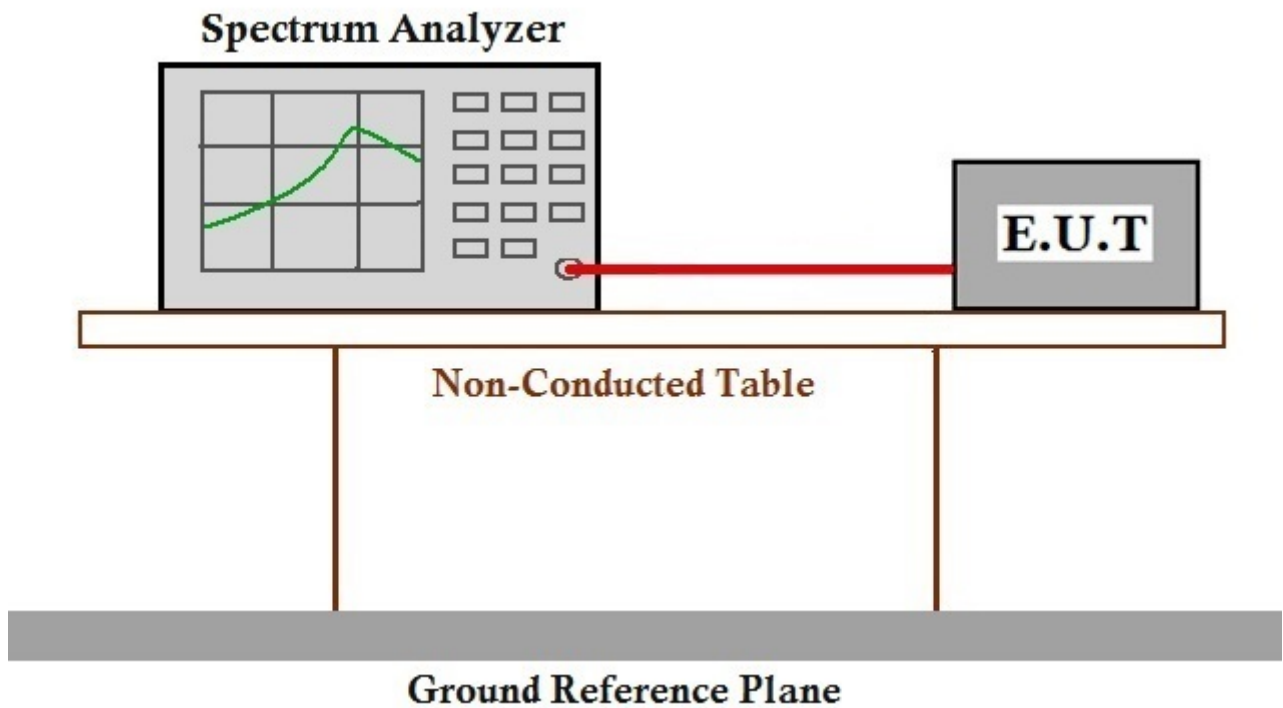 Spectrum Analyzer
E.U.T
Non-Conducted Table
Ground Reference Plane